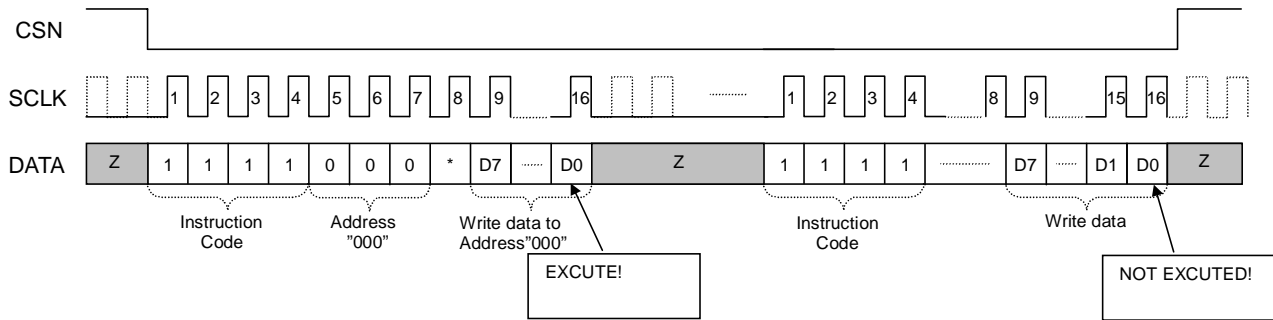 CSN
SCLK 1 2 3 4 5 6 7 8 9 16 1 2 3 4 8 9 15 16
DATA Z 1 1 1 1 0 0 0 * D7 ...... D0 Z 1 1 1 1 ............ D7 ...... D1 D0 Z
Instruction
Code
Address
"000"
Write data to
Address"000"
Instruction
Code
Write data
EXCUTE!
NOT EXCUTED!